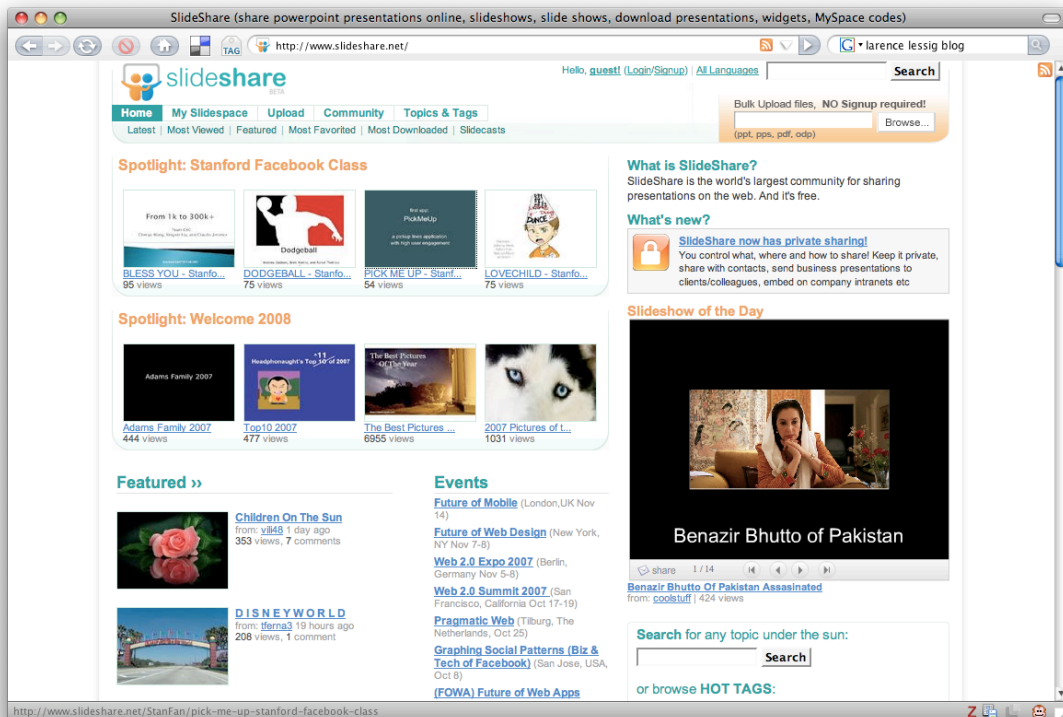 SlideShare (share powerpoint presentations online, slideshows, slide shows, download presentations, widgets, MySpace codes)
TAG
http://www.slideshare.net/
larence lessig blog
slideshare
BETA
Hello, guest! (Login/Signup) | All Languages
Search
Home
My Slidespace
Upload
Community
Topics & Tags
Latest | Most Viewed | Featured | Most Favorited | Most Downloaded | Slidecasts
Bulk Upload files, NO Signup required!
Browse...
(ppt, pps, pdf, odp)
Spotlight: Stanford Facebook Class
From 1k to 300k+
BLESS YOU - Stanfo...
95 views
Dodgeball
DODGEBALL - Stanf...
75 views
first app:
PickMeUp
a pickup lines application
with high user engagement
PICK ME UP - Stanf...
54 views
DUNCE
LOVECHILD - Stanfo...
75 views
Spotlight: Welcome 2008
Adams Family 2007
Adams Family 2007
444 views
Headphonaught's Top 10 of 2007
^11
Top10 2007
477 views
The Best Pictures
Of The Year
The Best Pictures ...
6955 views
2007 Pictures of t...
1031 views
Featured ››
Children On The Sun
from: vili48 1 day ago
353 views, 7 comments
D I S N E Y W O R L D
from: tferna3 19 hours ago
208 views, 1 comment
Events
Future of Mobile (London,UK Nov
14)
Future of Web Design (New York,
NY Nov 7-8)
Web 2.0 Expo 2007 (Berlin,
Germany Nov 5-8)
Web 2.0 Summit 2007 (San
Francisco, California Oct 17-19)
Pragmatic Web (Tilburg, The
Netherlands, Oct 25)
Graphing Social Patterns (Biz &
Tech of Facebook) (San Jose, USA,
Oct 8)
(FOWA) Future of Web Apps
What is SlideShare?
SlideShare is the world's largest community for sharing
presentations on the web. And it's free.
What's new?
SlideShare now has private sharing!
You control what, where and how to share! Keep it private,
share with contacts, send business presentations to
clients/colleagues, embed on company intranets etc
Slideshow of the Day
Benazir Bhutto of Pakistan
share
1 / 14
Benazir Bhutto Of Pakistan Assasinated
from: coolstuff | 424 views
Search for any topic under the sun:
Search
or browse HOT TAGS:
http://www.slideshare.net/StanFan/pick-me-up-stanford-facebook-class